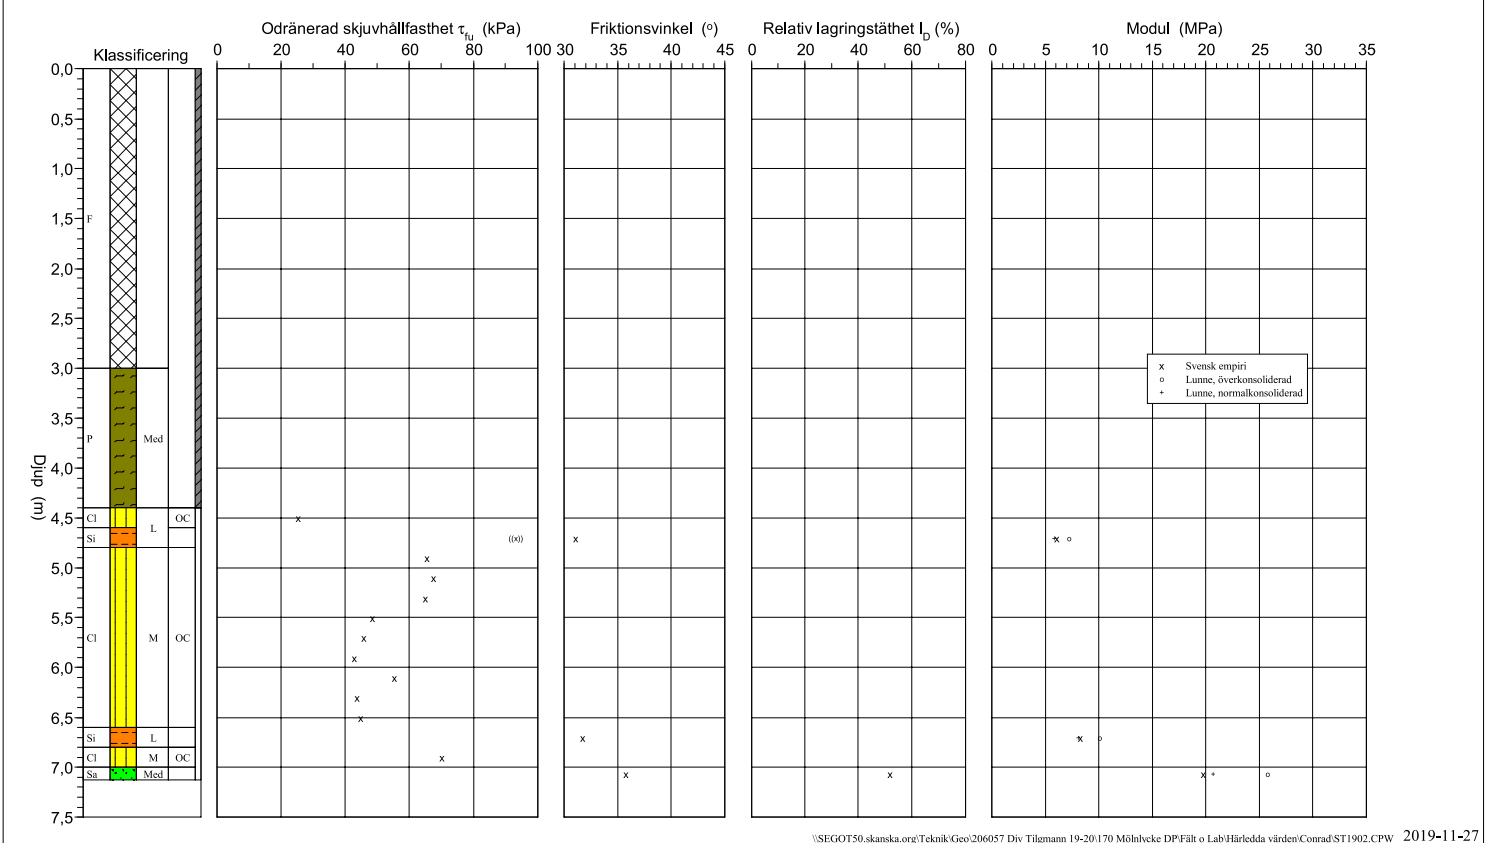 Odränerad skjuvhållfasthet τfu (kPa)
Friktionsvinkel (°)
Relativ lagringstäthet ID (%)
Modul (MPa)
Klassificering
0 20 40 60 80 100
30 35 40 45
0 20 40 60 80
0 5 10 15 20 25 30 35
Djup (m)
0,0
0,5
1,0
1,5
F
2,0
2,5
3,0
x Svensk empiri
o Lunne, överkonsoliderad
+ Lunne, normalkonsoliderad
3,5
P Med
4,0
4,5
Cl L OC
Si
((x))
5,0
5,5
Cl M OC
6,0
6,5
Si L
Cl M OC
7,0
Sa Med
7,5
\\SEGOT50.skanska.org\Teknik\Geo\206057 Div Tilgmann 19-20\170 Mölnlycke DP\Fält o Lab\Härledda värden\Conrad\ST1902.CPW 2019-11-27